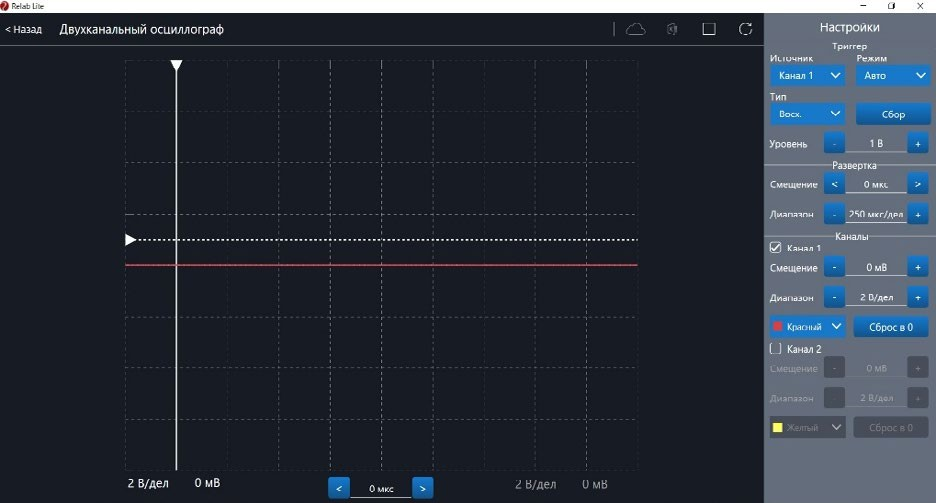 Relab Lite
< Назад Двухканальный осциллограф
Настройки
Триггер
Источник Режим
Канал 1 Авто
Тип
Восх. Сбор
Уровень - 1 В +
Развертка
Смещение < 0 мкс >
Диапазон - 250 мкс/дел +
Каналы
Канал 1
Смещение - 0 мВ +
Диапазон - 2 В/дел +
Красный Сброс в 0
Канал 2
Смещение - 0 мВ +
Диапазон - 2 В/дел +
Желтый Сброс в 0
2 В/дел 0 мВ < 0 мкс > 2 В/дел 0 мВ